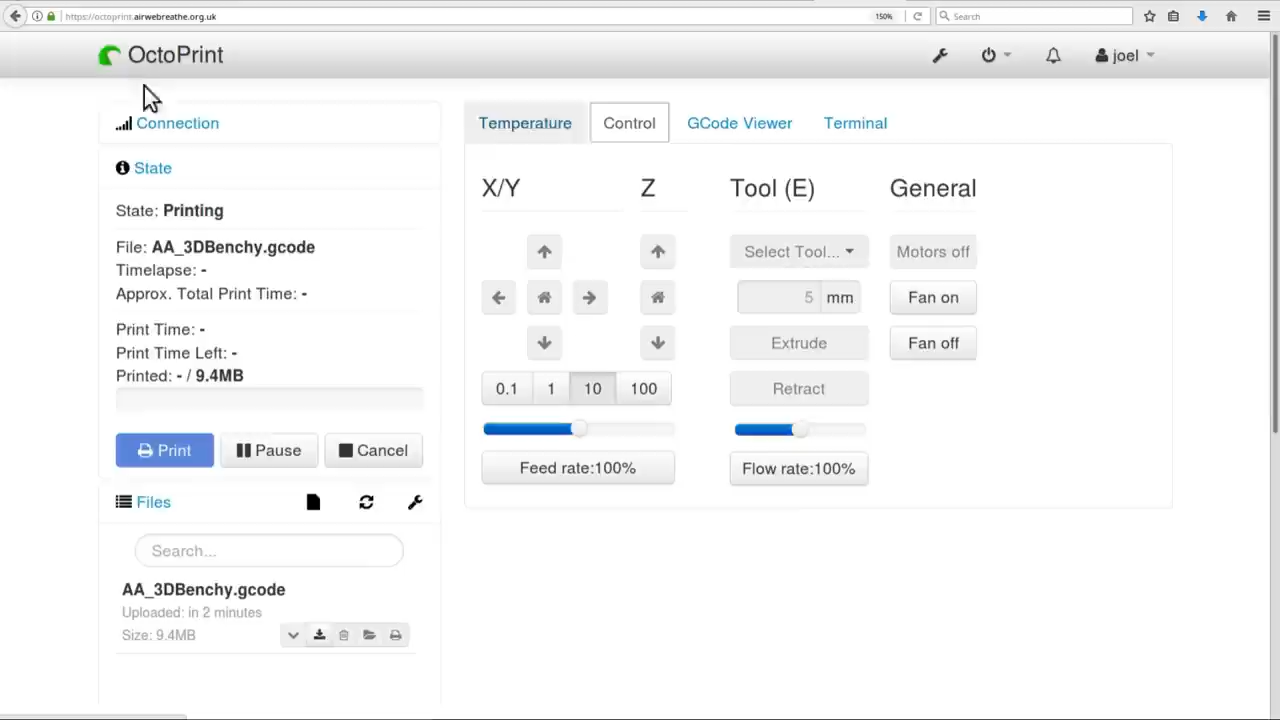 https://octoprint.airwebreathe.org.uk
150%
Search
OctoPrint
joel
Connection
State
State: Printing
File: AA_3DBenchy.gcode
Timelapse: -
Approx. Total Print Time: -
Print Time: -
Print Time Left: -
Printed: - / 9.4MB
Print
Pause
Cancel
Files
Search...
AA_3DBenchy.gcode
Uploaded: in 2 minutes
Size: 9.4MB
Temperature
Control
GCode Viewer
Terminal
X/Y
Z
Tool (E)
General
Select Tool...
Motors off
5 mm
Fan on
Extrude
Fan off
0.1
1
10
100
Retract
Feed rate:100%
Flow rate:100%